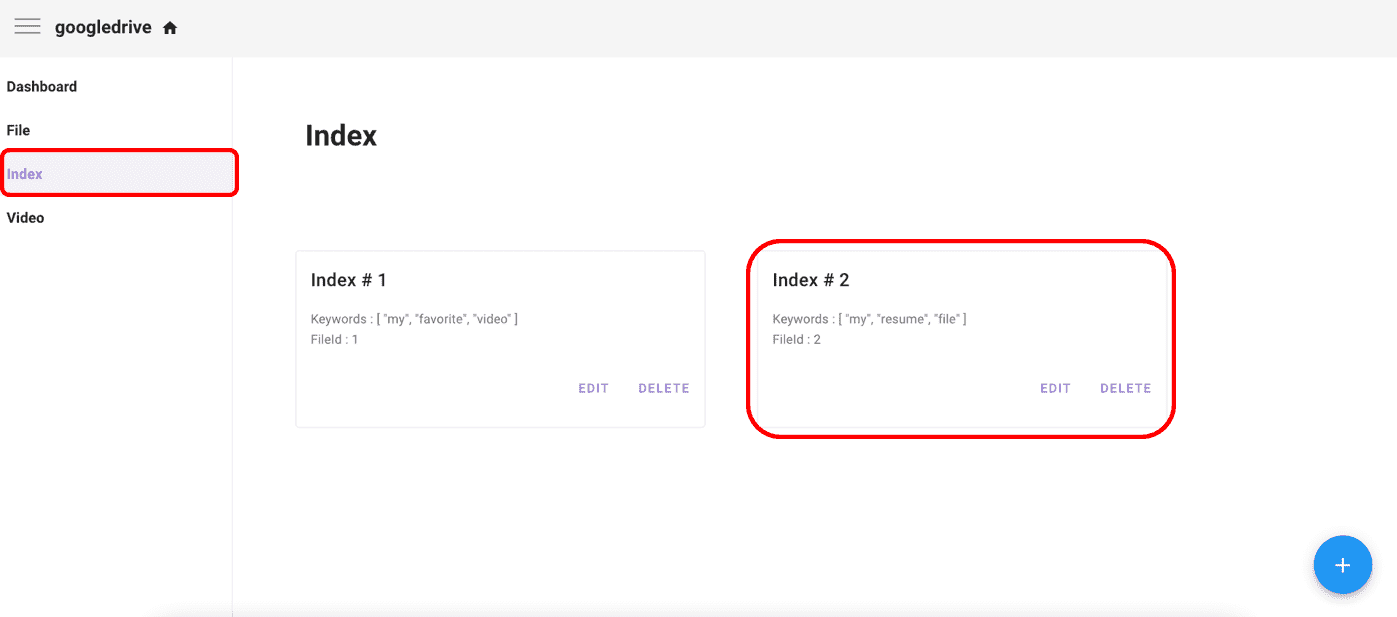 googledrive
Dashboard
File
Index
Video
Index
Index # 1
Keywords : [ "my", "favorite", "video" ]
FileId : 1
EDIT DELETE
Index # 2
Keywords : [ "my", "resume", "file" ]
FileId : 2
EDIT DELETE
+